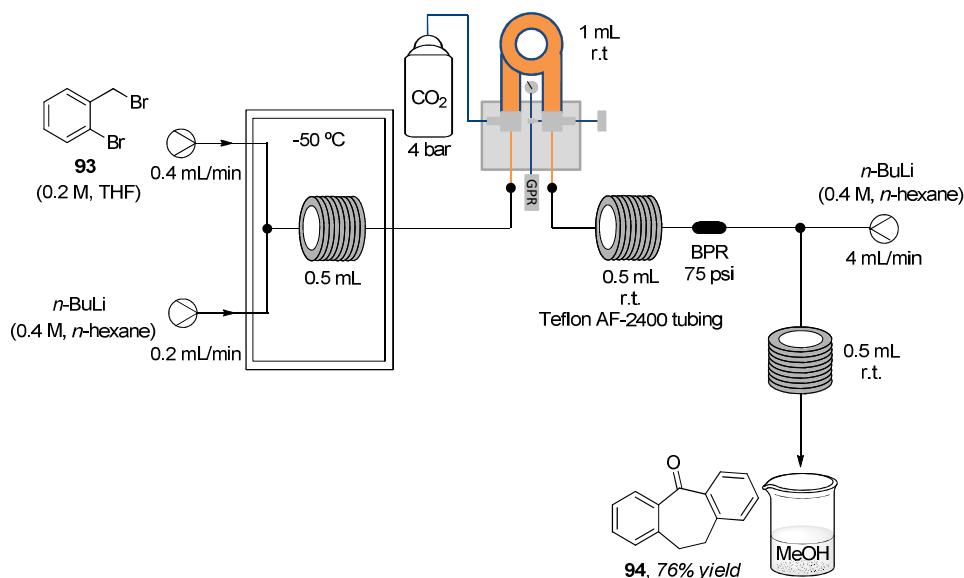 1 mL
r.t
CO2
4 bar
GPR
Br
Br
93
(0.2 M, THF)
0.4 mL/min
-50 ºC
0.5 mL
n-BuLi
(0.4 M, n-hexane)
0.2 mL/min
0.5 mL
r.t.
Teflon AF-2400 tubing
BPR
75 psi
n-BuLi
(0.4 M, n-hexane)
4 mL/min
0.5 mL
r.t.
O
94, 76% yield
MeOH